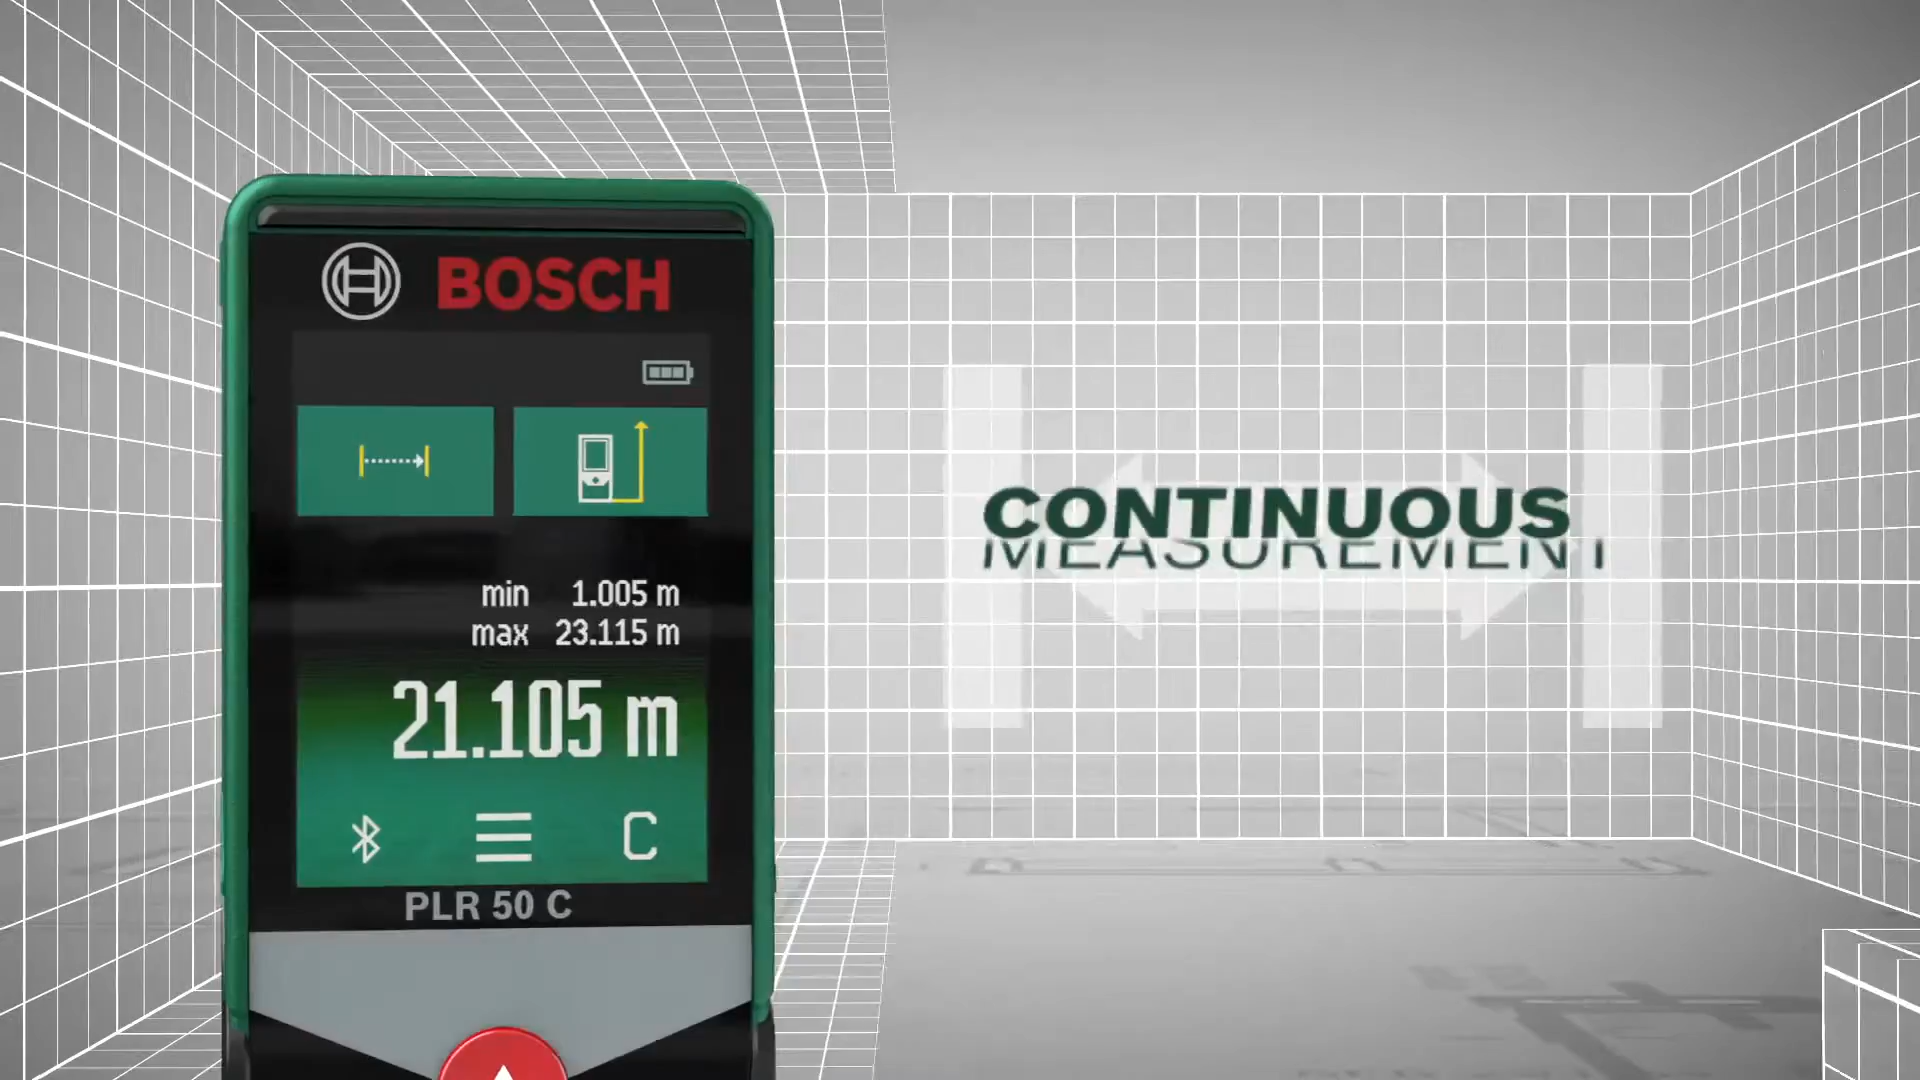 BOSCH
min 1.005 m
max 23.115 m
21.105 m
C
PLR 50 C
CONTINUOUS
MEASUREMENT